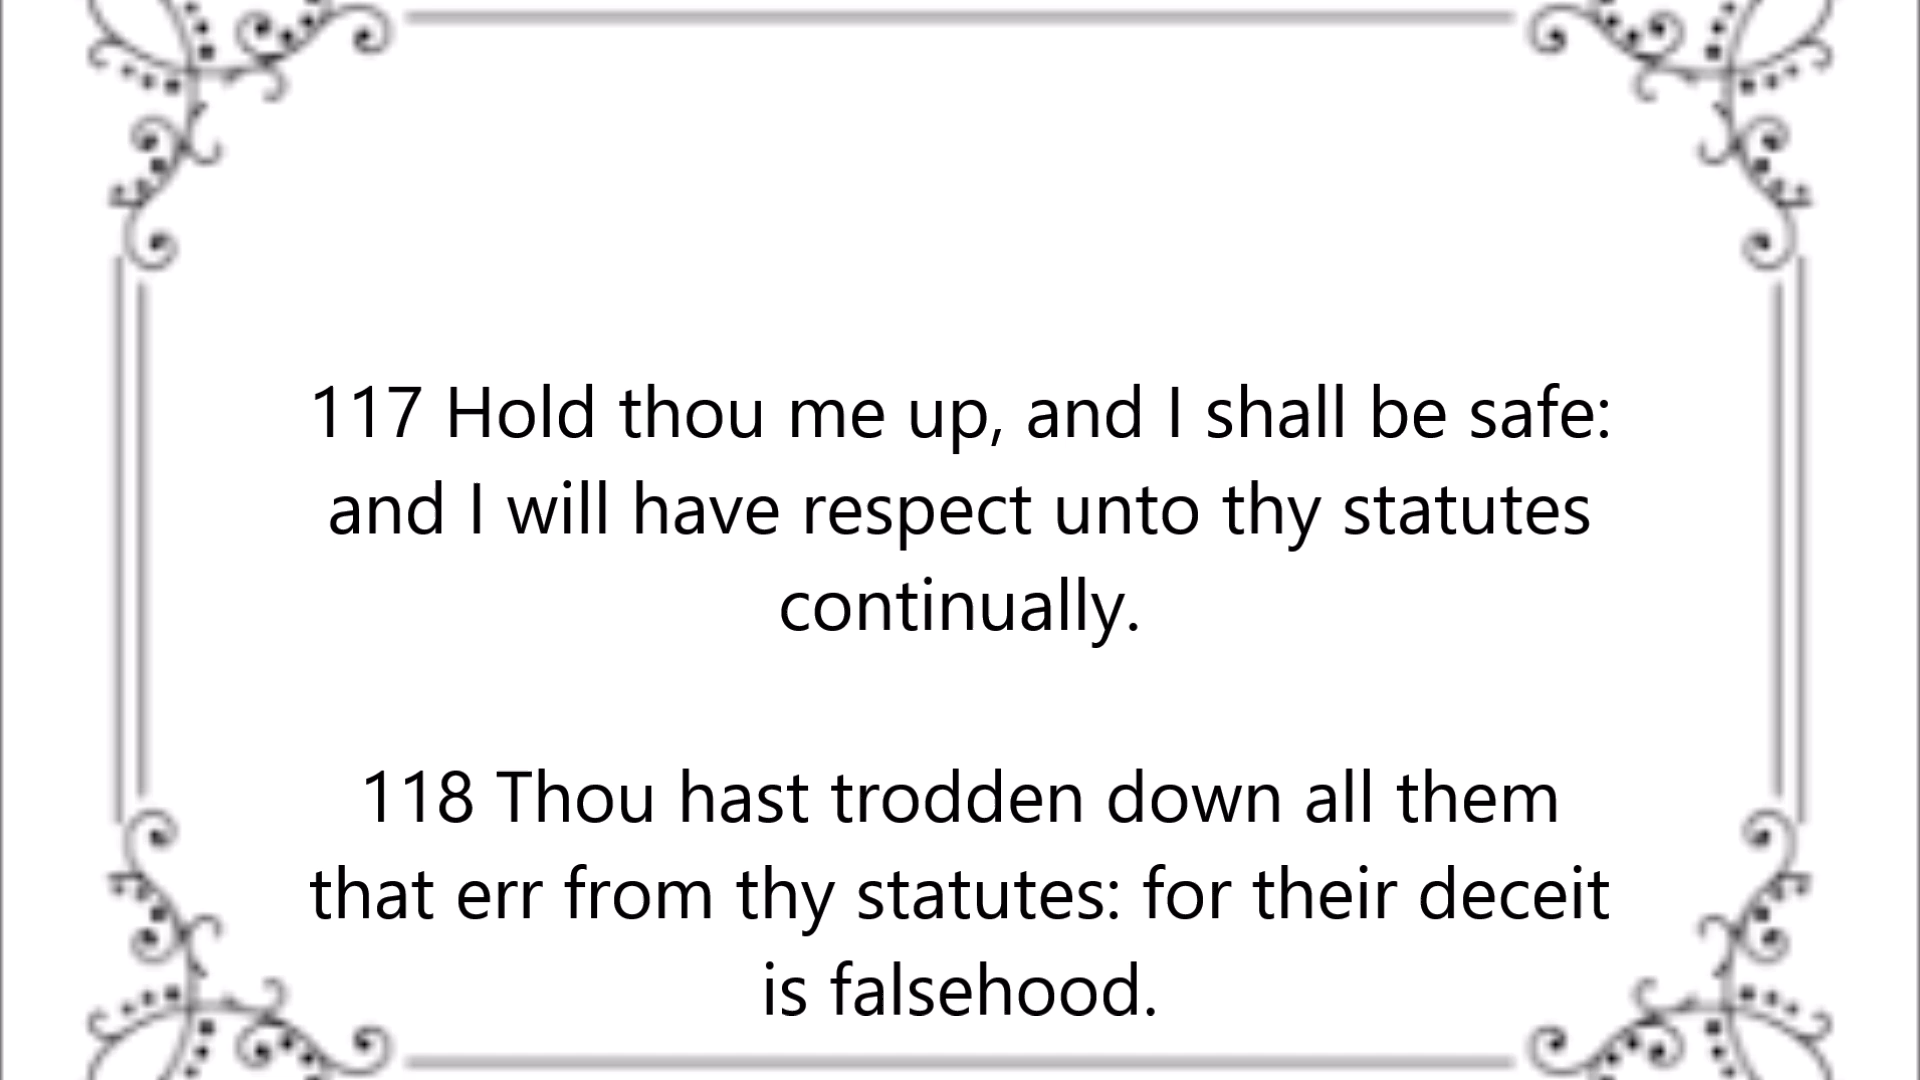 117 Hold thou me up, and I shall be safe:
and I will have respect unto thy statutes
continually.
118 Thou hast trodden down all them
that err from thy statutes: for their deceit
is falsehood.